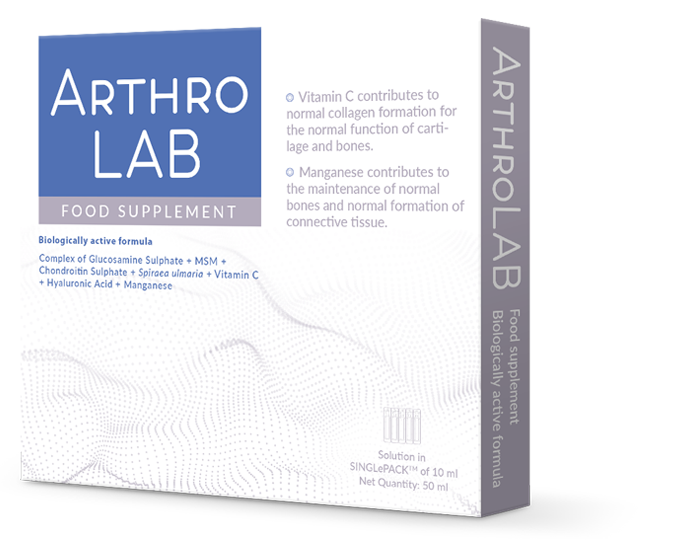 ARTHRO
LAB
FOOD SUPPLEMENT
Biologically active formula
Complex of Glucosamine Sulphate + MSM +
Chondroitin Sulphate + Spiraea ulmaria + Vitamin C
+ Hyaluronic Acid + Manganese
Vitamin C contributes to
normal collagen formation for
the normal function of carti-
lage and bones.
Manganese contributes to
the maintenance of normal
bones and normal formation of
connective tissue.
Solution in
SINGLePACK™ of 10 ml
Net Quantity: 50 ml
ARTHROLAB
Food supplement
Biologically active formula